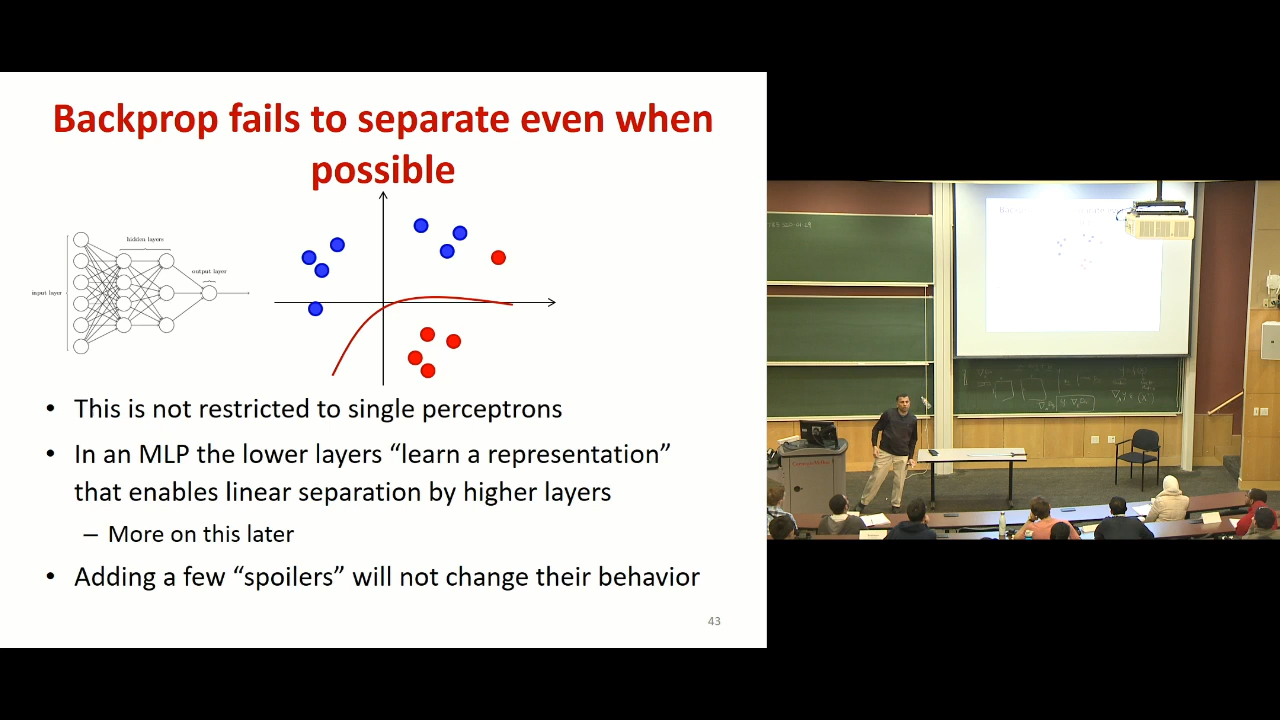 Backprop fails to separate even when
possible
hidden layers
output layer
input layer
• This is not restricted to single perceptrons
• In an MLP the lower layers “learn a representation”
that enables linear separation by higher layers
– More on this later
• Adding a few “spoilers” will not change their behavior
43